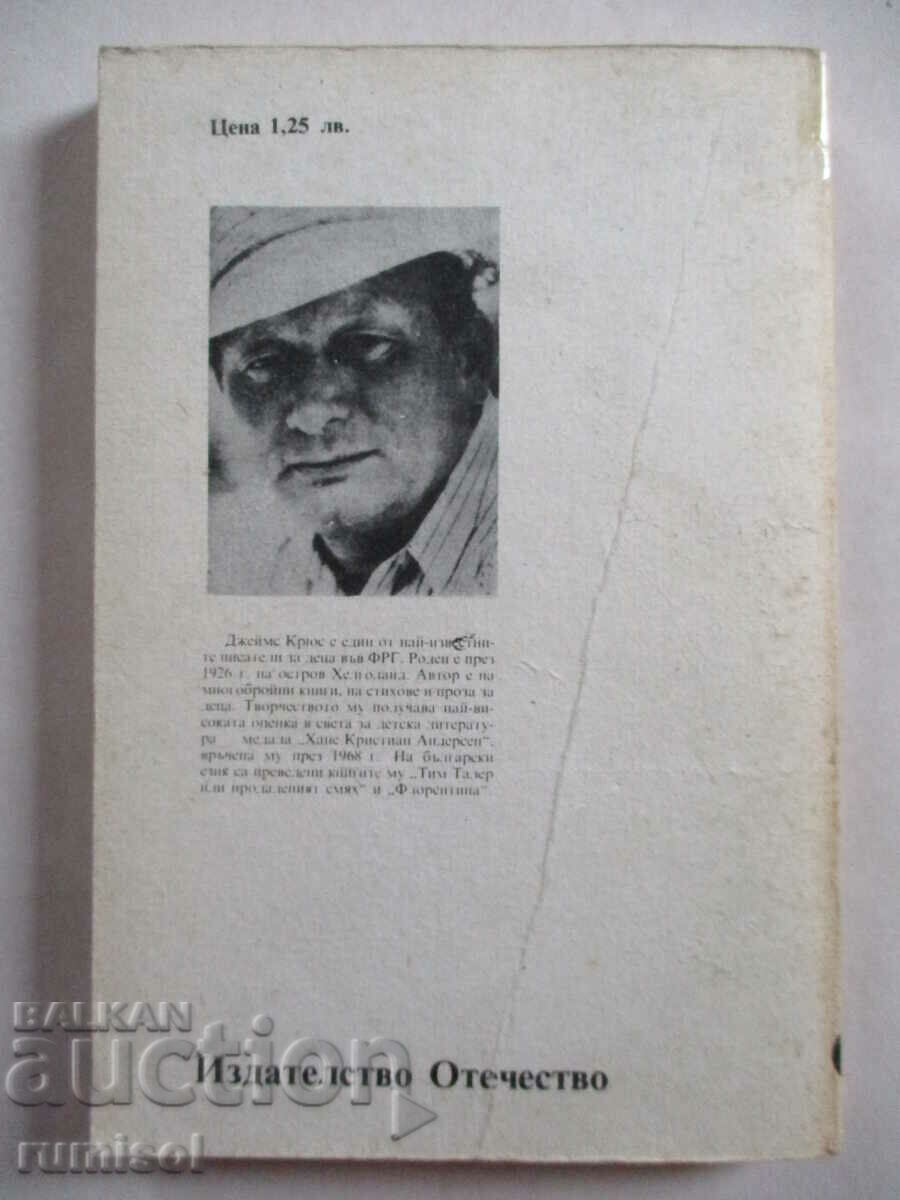 Цена 1,25 лв.
Джеймс Крюс е един от най-известни-
те писатели за деца във ФРГ. Роден е през
1926 г. на остров Хелголанд. Автор е на
многобройни книги, на стихове и проза за
деца. Творчеството му получава най-ви-
соката оценка в света за детска литерату-
ра — медала „Ханс Кристиан Андерсен“,
връчена му през 1968 г. На български
език са преведени книгите му „Тим Талер
или продаденият смях“ и „Флорентина“.
BALKAN
auction
Издателство Отечество
rumisol